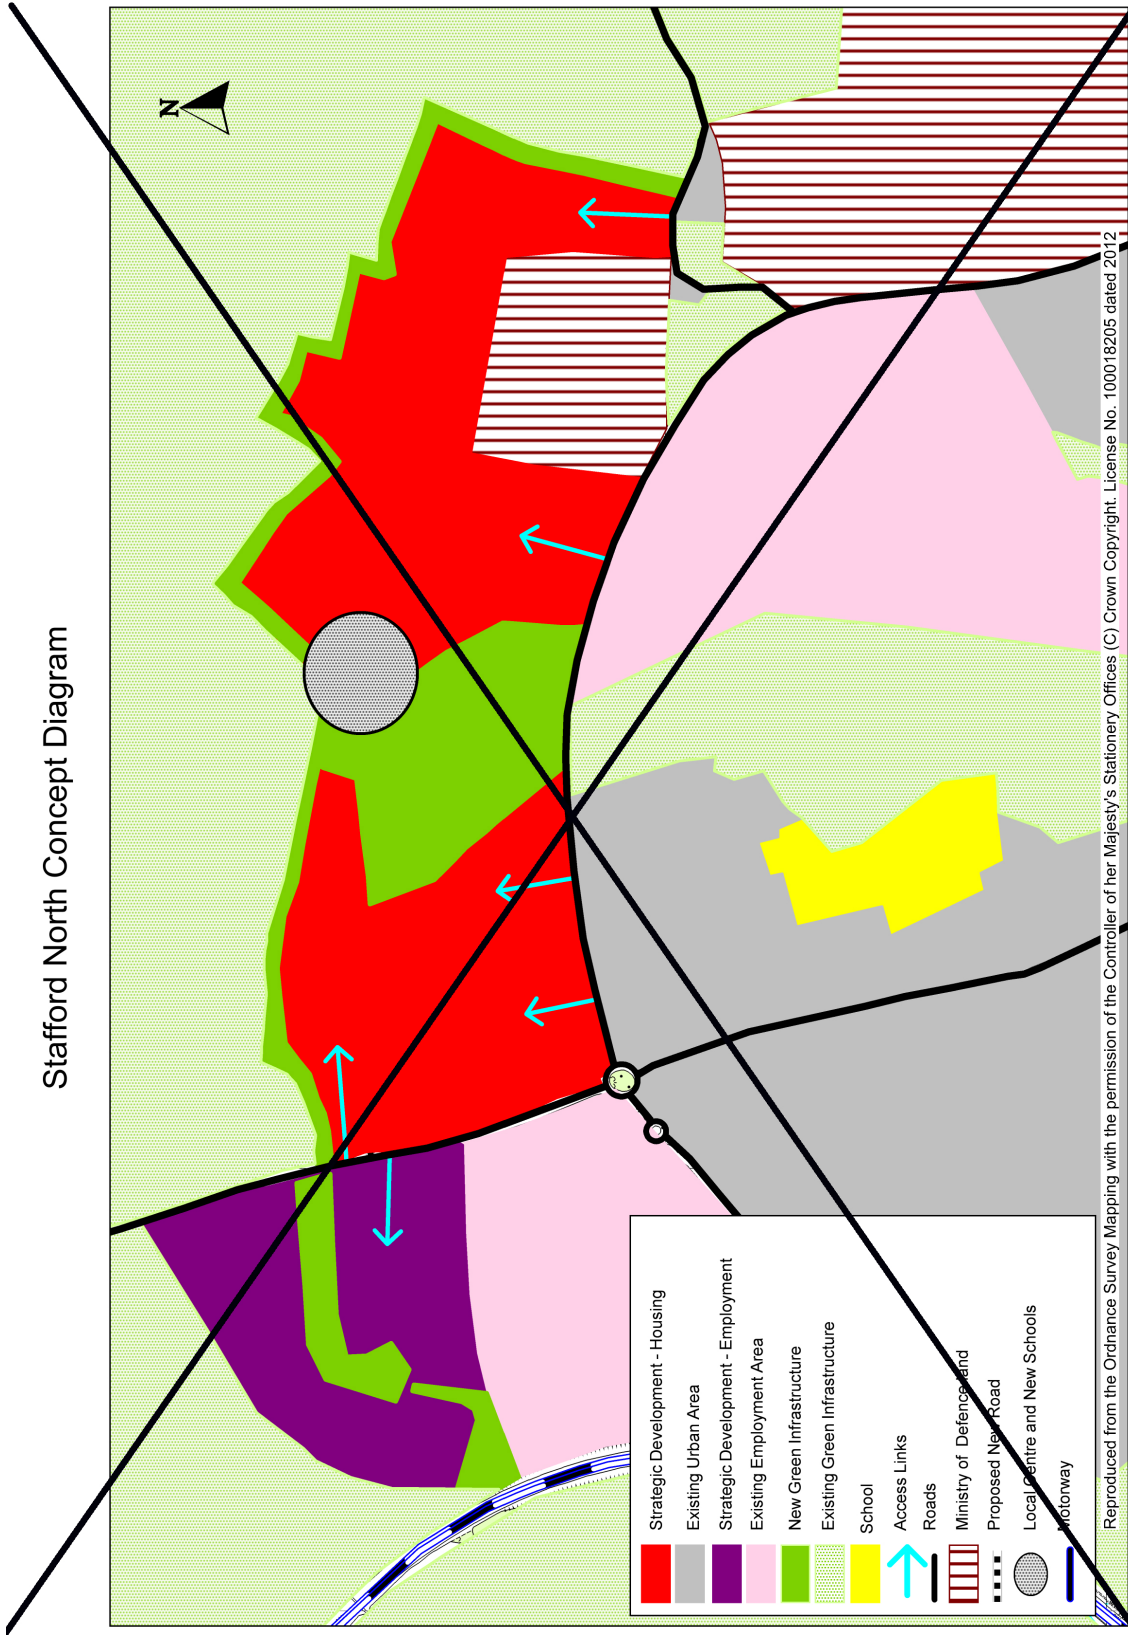 Stafford North Concept Diagram
N
Strategic Development - Housing
Existing Urban Area
Strategic Development - Employment
Existing Employment Area
New Green Infrastructure
Existing Green Infrastructure
School
Access Links
Roads
Ministry of Defence land
Proposed New Road
Local Centre and New Schools
Motorway
Reproduced from the Ordnance Survey Mapping with the permission of the Controller of her Majesty's Stationery Offices (C) Crown Copyright. License No. 100018205 dated 2012